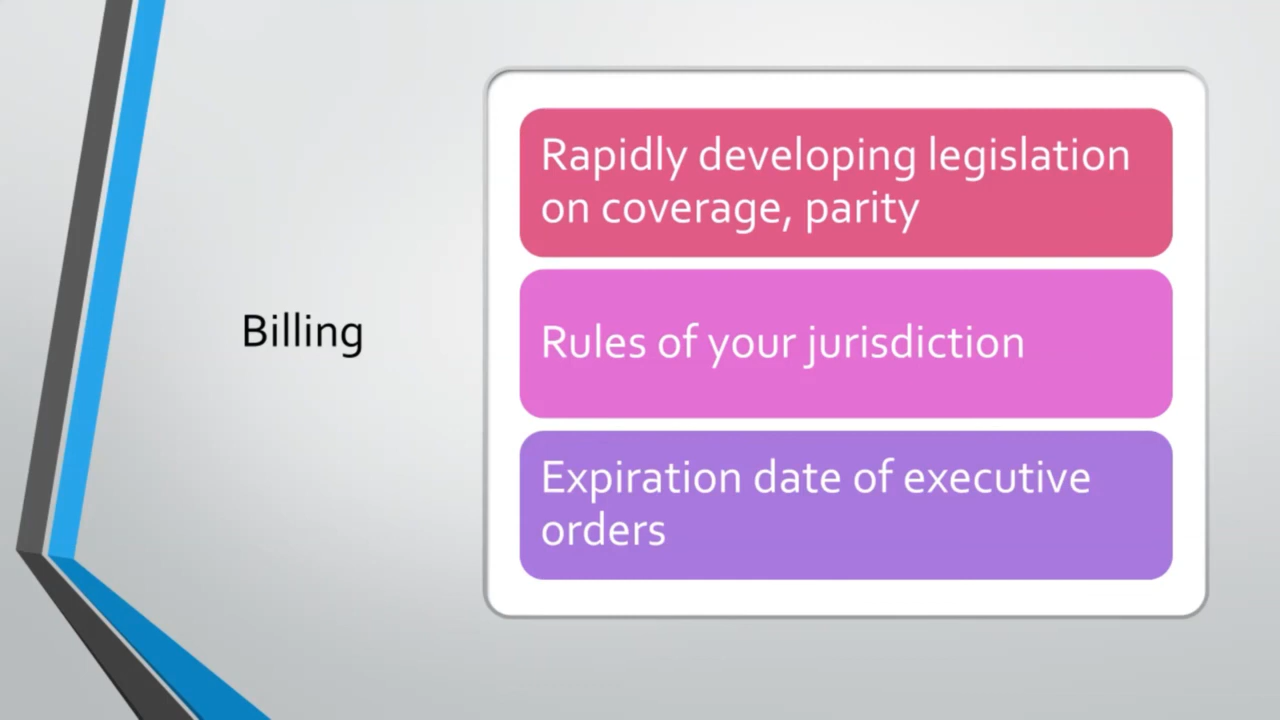 Billing
Rapidly developing legislation
on coverage, parity
Rules of your jurisdiction
Expiration date of executive
orders